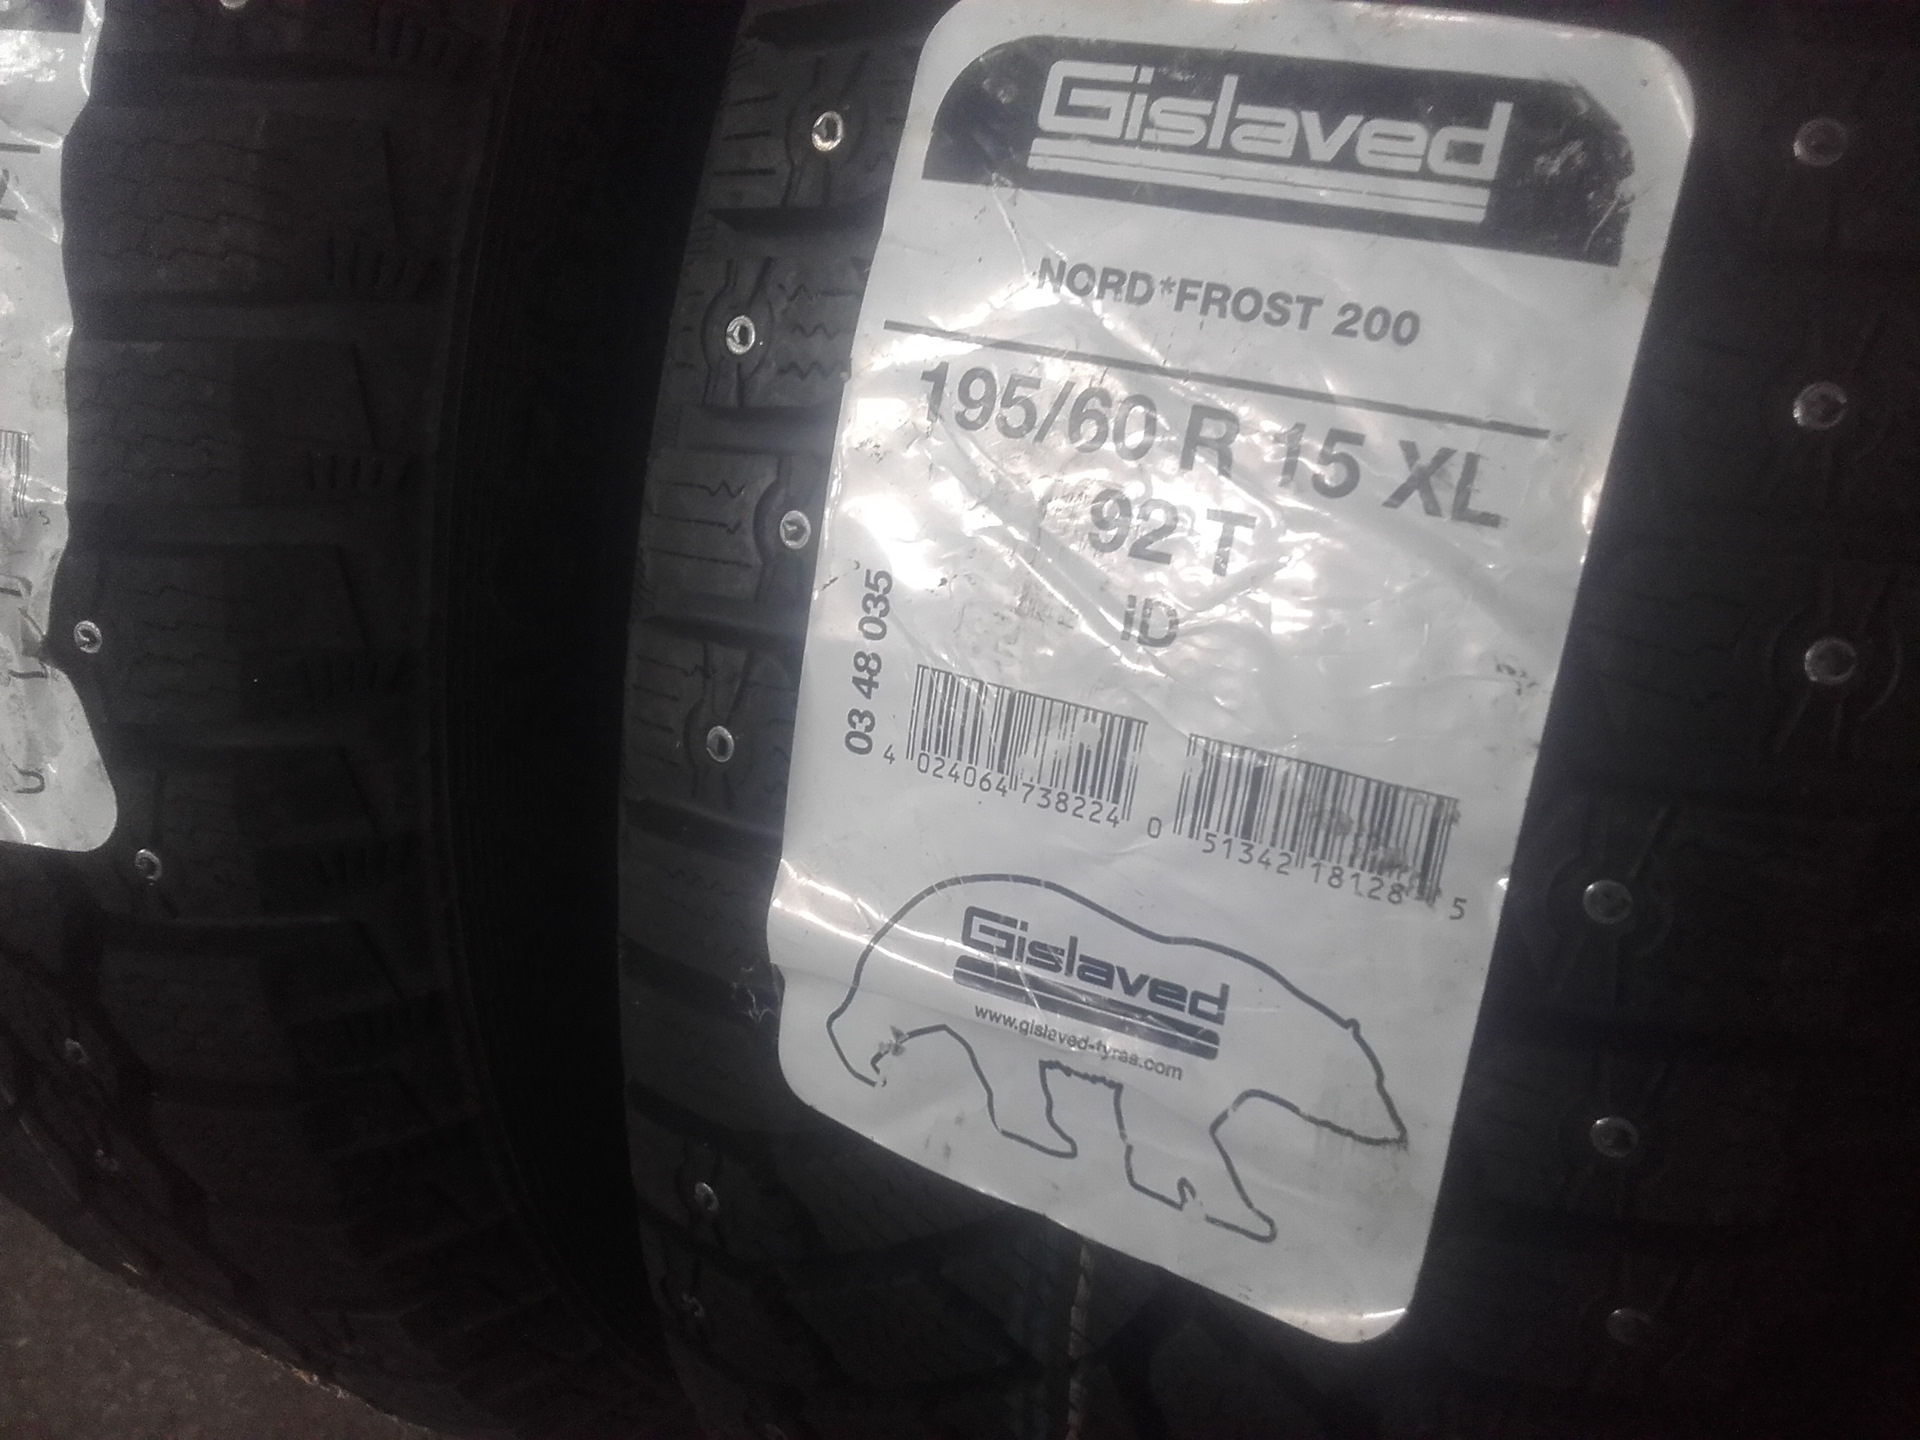 Gislaved
NORD*FROST 200
195/60 R 15 XL
92 T
iD
03 48 035
4 024064 738224
0 51342 18128 5
Gislaved
www.gislaved-tyres.com